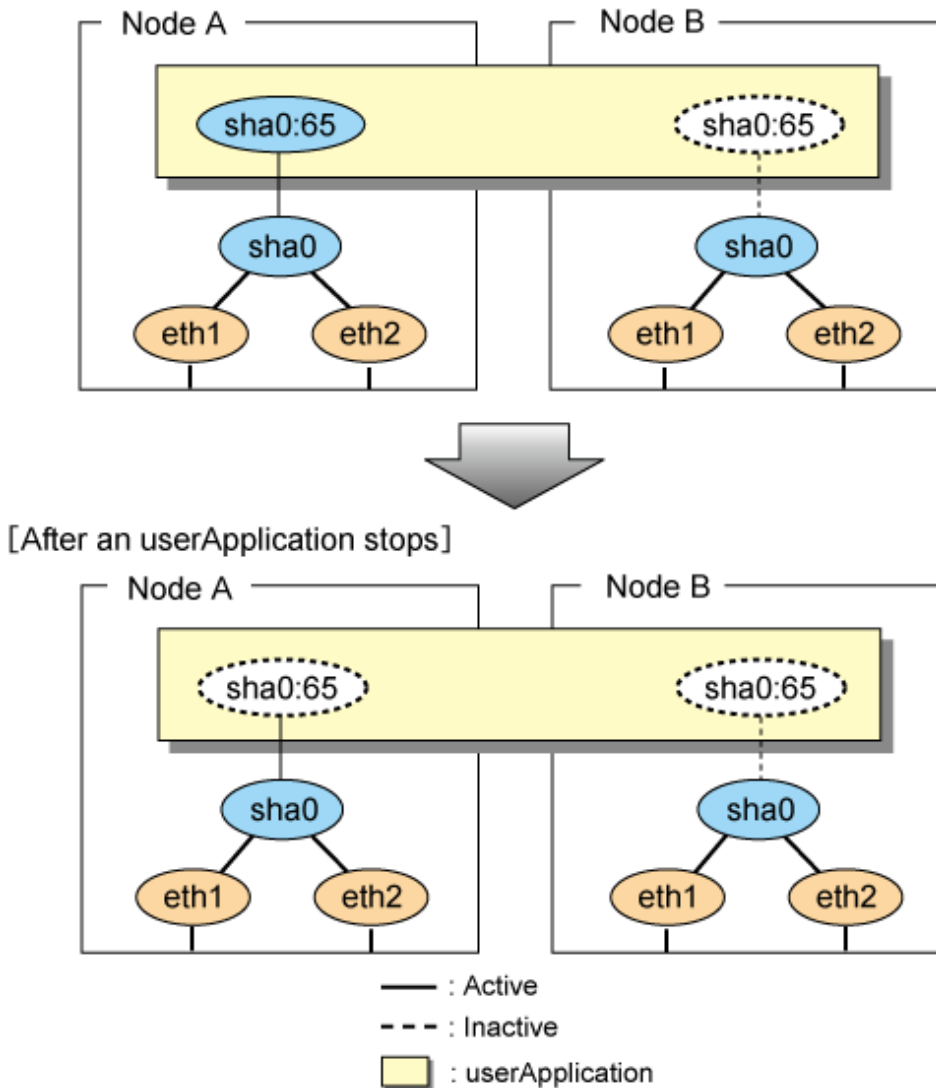 Node A
Node B
sha0:65
sha0:65
sha0
sha0
eth1
eth2
eth1
eth2
[After an userApplication stops]
Node A
Node B
sha0:65
sha0:65
sha0
sha0
eth1
eth2
eth1
eth2
: Active
: Inactive
: userApplication